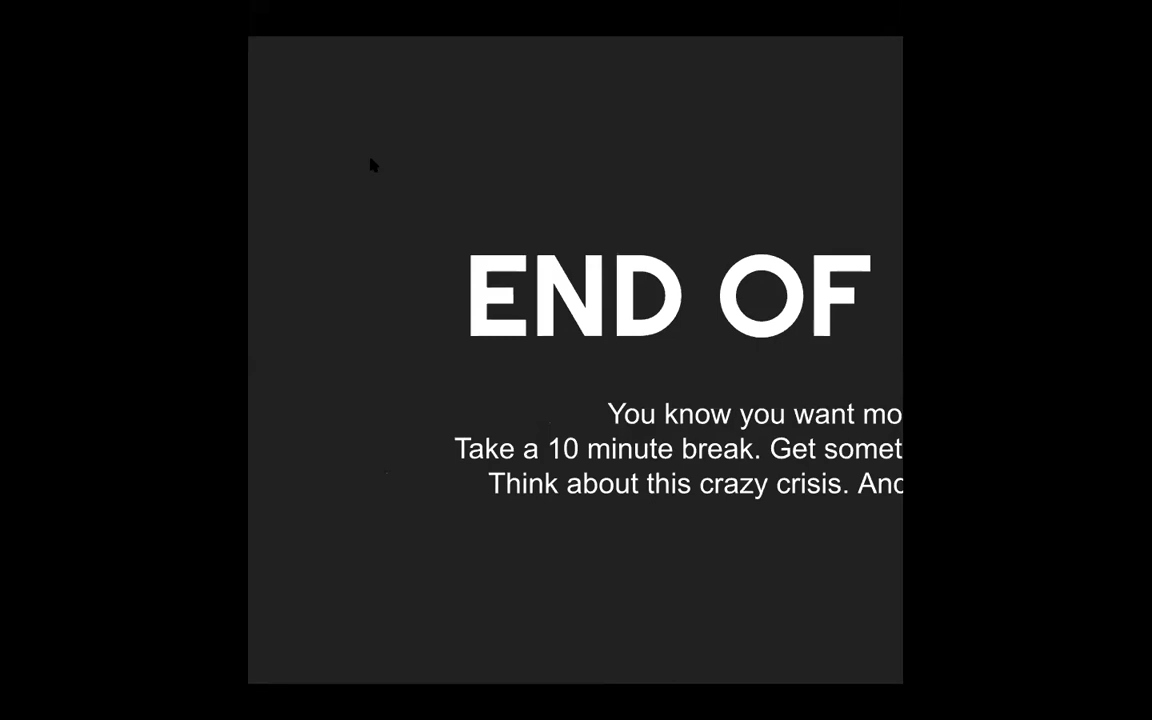 END OF
You know you want mo
Take a 10 minute break. Get somet
Think about this crazy crisis. And